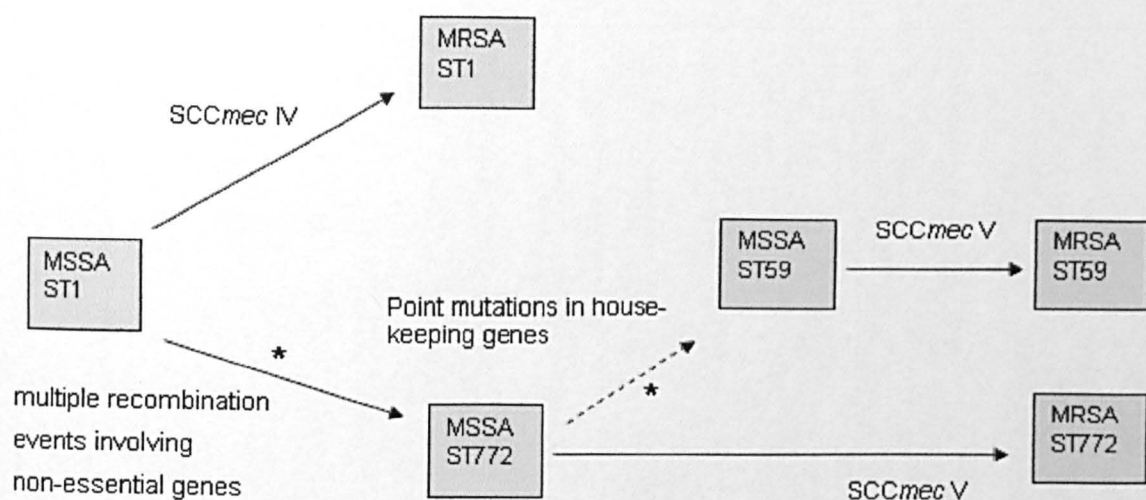 MRSA
ST1
SCCmec IV
MSSA
ST1
MSSA
ST59
SCCmec V
MRSA
ST59
Point mutations in house-
keeping genes
*
*
multiple recombination
events involving
non-essential genes
MSSA
ST772
MRSA
ST772
SCCmec V